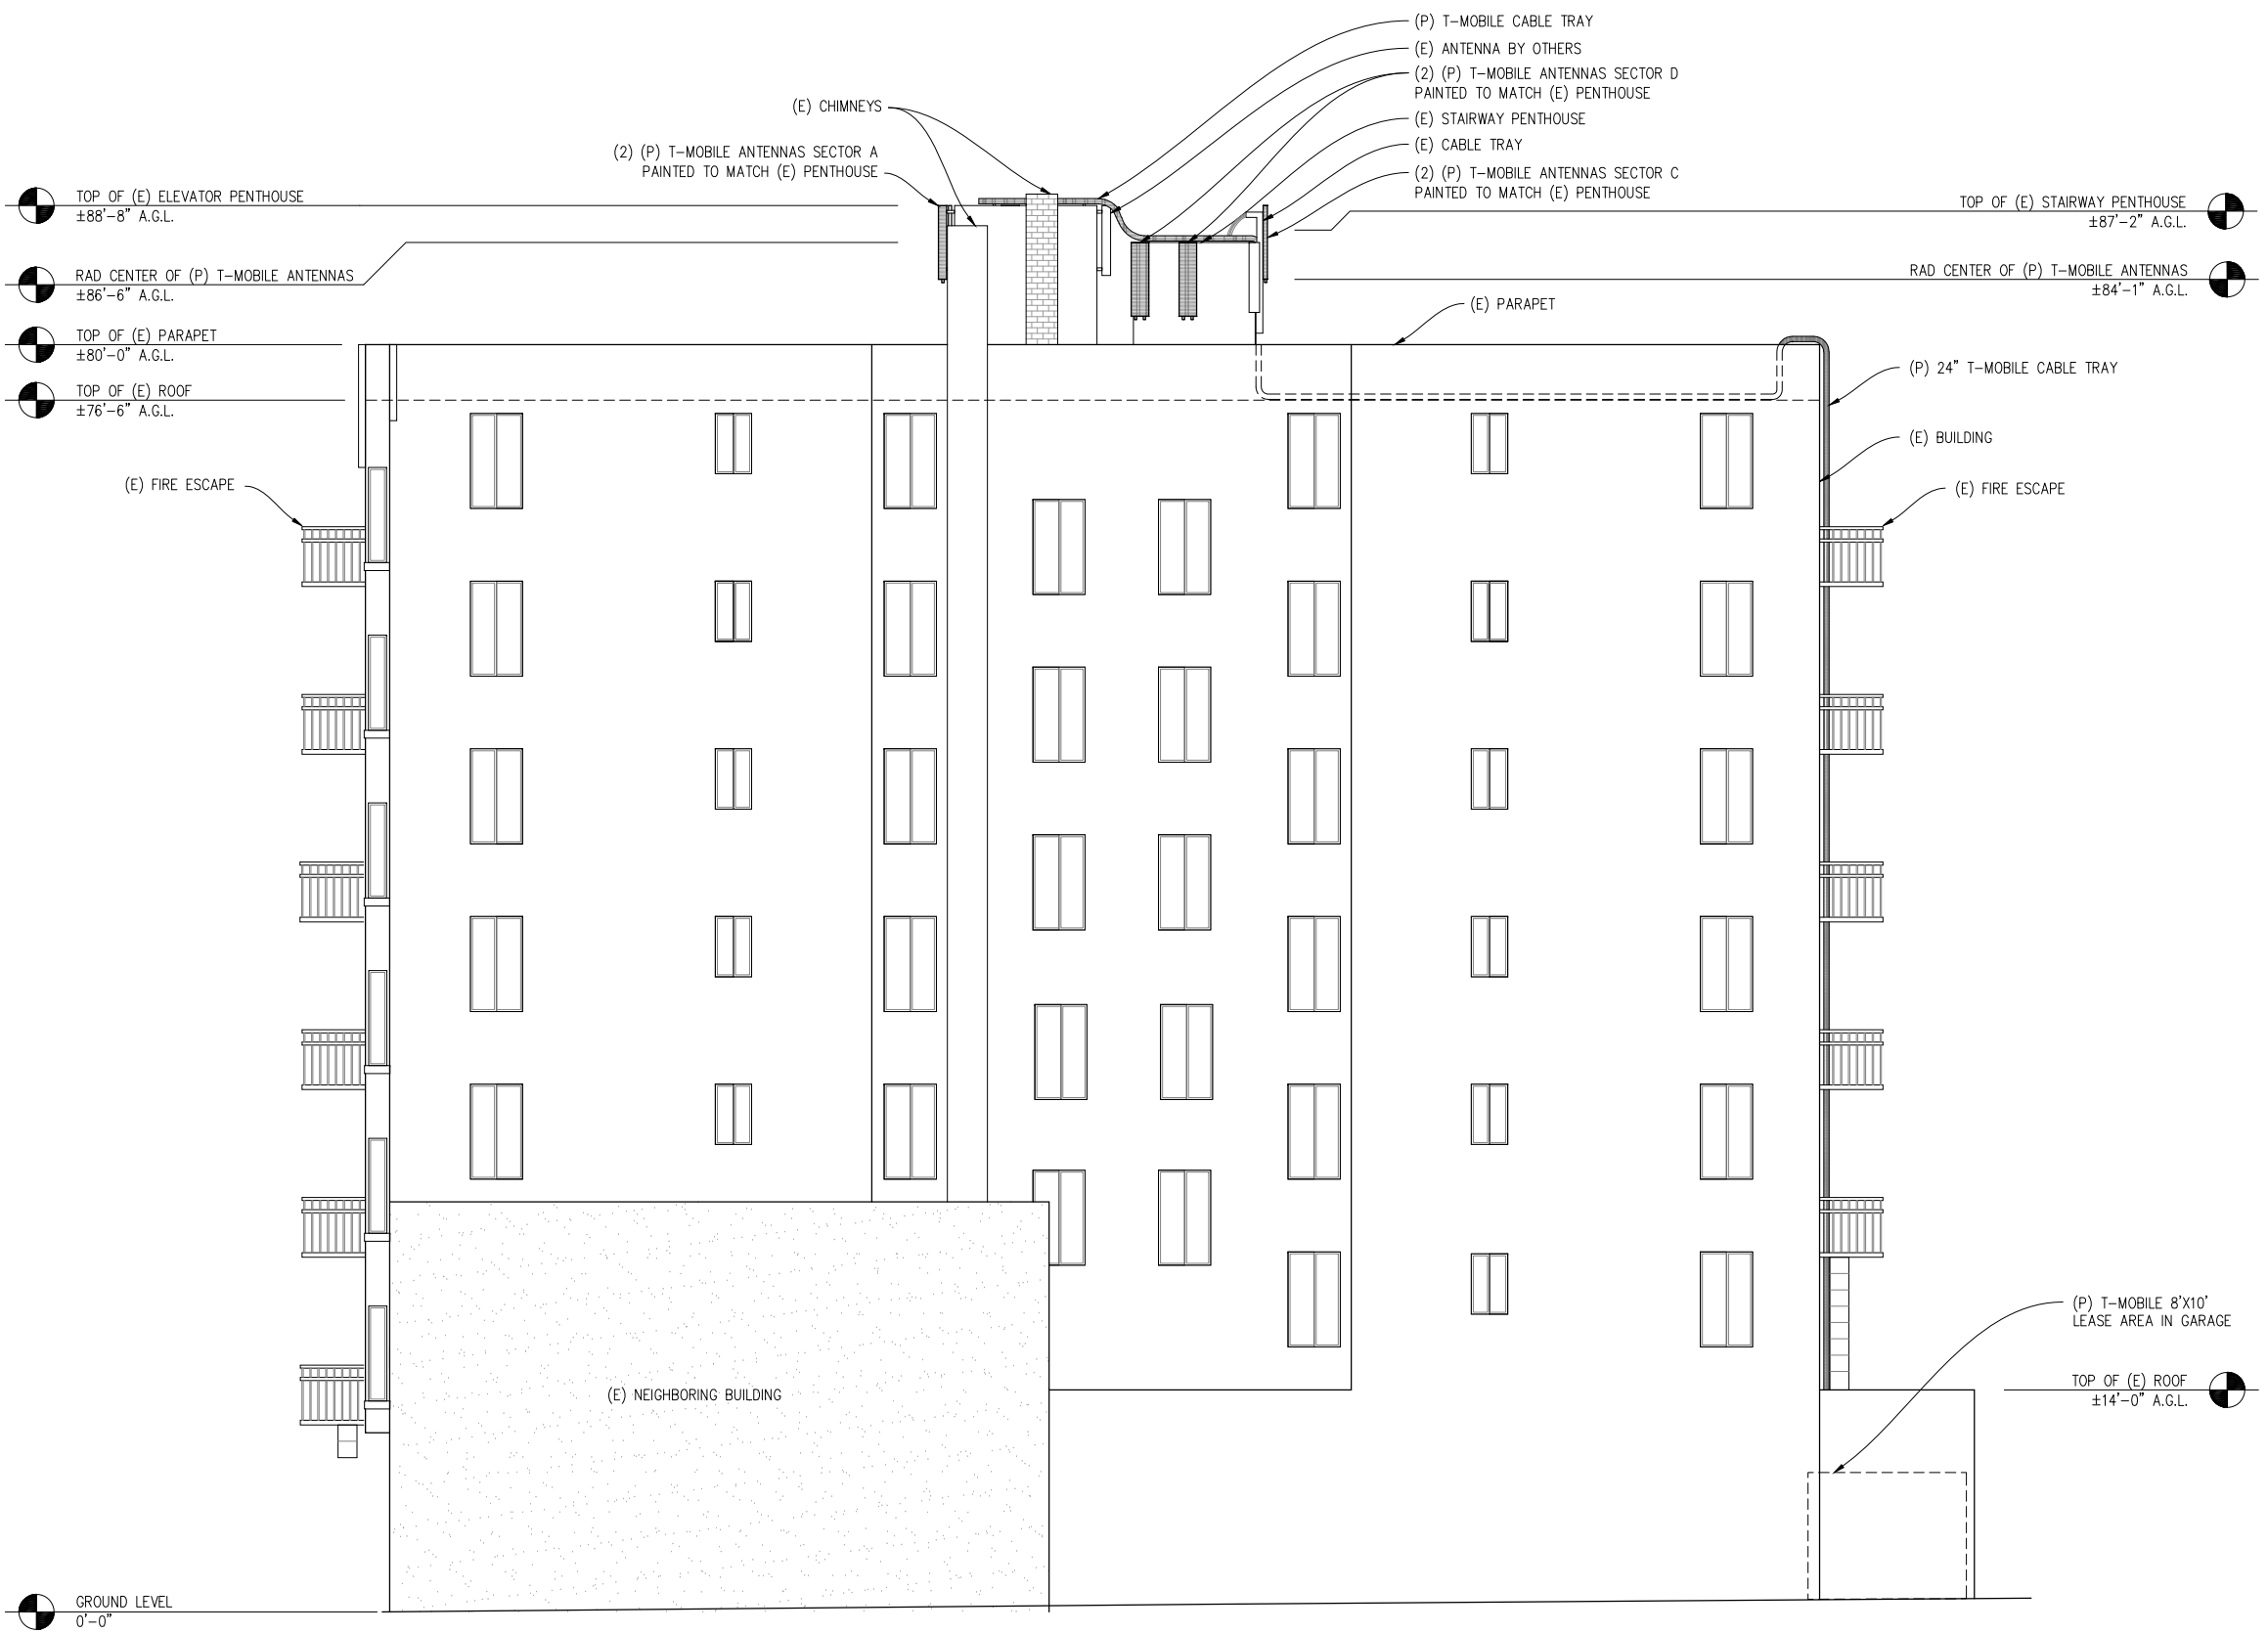 (P) T-MOBILE CABLE TRAY
(E) ANTENNA BY OTHERS
(2) (P) T-MOBILE ANTENNAS SECTOR D
PAINTED TO MATCH (E) PENTHOUSE
(E) STAIRWAY PENTHOUSE
(E) CABLE TRAY
(2) (P) T-MOBILE ANTENNAS SECTOR C
PAINTED TO MATCH (E) PENTHOUSE
(E) CHIMNEYS
(2) (P) T-MOBILE ANTENNAS SECTOR A
PAINTED TO MATCH (E) PENTHOUSE
TOP OF (E) ELEVATOR PENTHOUSE
±88'-8" A.G.L.
RAD CENTER OF (P) T-MOBILE ANTENNAS
±86'-6" A.G.L.
TOP OF (E) PARAPET
±80'-0" A.G.L.
TOP OF (E) ROOF
±76'-6" A.G.L.
(E) FIRE ESCAPE
TOP OF (E) STAIRWAY PENTHOUSE
±87'-2" A.G.L.
RAD CENTER OF (P) T-MOBILE ANTENNAS
±84'-1" A.G.L.
(E) PARAPET
(P) 24" T-MOBILE CABLE TRAY
(E) BUILDING
(E) FIRE ESCAPE
(P) T-MOBILE 8'X10'
LEASE AREA IN GARAGE
TOP OF (E) ROOF
±14'-0" A.G.L.
(E) NEIGHBORING BUILDING
GROUND LEVEL
0'-0"